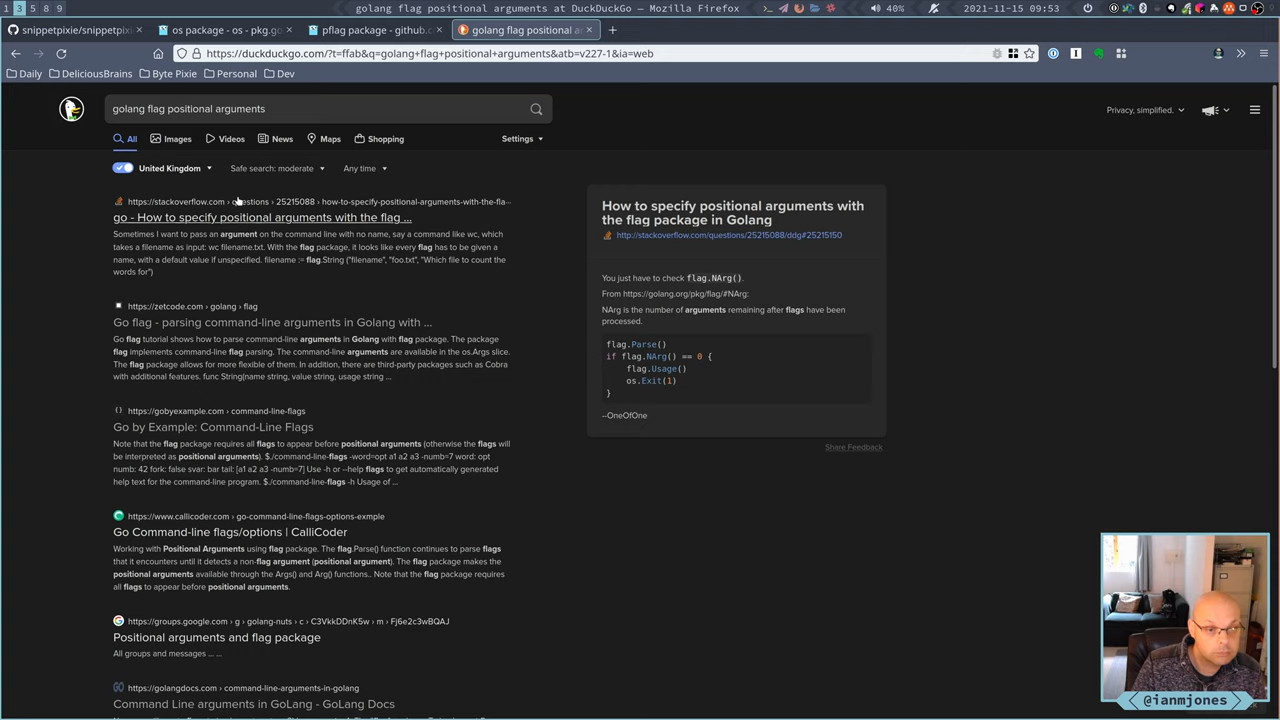 1 3 5 8 9
golang flag positional arguments at DuckDuckGo — Mozilla Firefox
40%
2021-11-15
09:53
snippetpixie/snippetpix
os package - os - pkg.go
pflag package - github.c
golang flag positional ar
https://duckduckgo.com/?t=ffab&q=golang+flag+positional+arguments&atb=v227-1&ia=web
Daily
DeliciousBrains
Byte Pixie
Personal
Dev
golang flag positional arguments
Privacy, simplified.
All
Images
Videos
News
Maps
Shopping
Settings
United Kingdom
Safe search: moderate
Any time
https://stackoverflow.com › questions › 25215088 › how-to-specify-positional-arguments-with-the-fla...
go - How to specify positional arguments with the flag ...
Sometimes I want to pass an argument on the command line with no name, say a command like wc, which
takes a filename as input: wc filename.txt. With the flag package, it looks like every flag has to be given a
name, with a default value if unspecified. filename := flag.String ("filename", "foo.txt", "Which file to count the
words for")
https://zetcode.com › golang › flag
Go flag - parsing command-line arguments in Golang with ...
Go flag tutorial shows how to parse command-line arguments in Golang with flag package. The package
flag implements command-line flag parsing. The command-line arguments are available in the os.Args slice.
The flag package allows for more flexible of them. In addition, there are third-party packages such as Cobra
with additional features. func String(name string, value string, usage string ...
https://gobyexample.com › command-line-flags
Go by Example: Command-Line Flags
Note that the flag package requires all flags to appear before positional arguments (otherwise the flags will
be interpreted as positional arguments). $./command-line-flags -word=opt a1 a2 a3 -numb=7 word: opt
numb: 42 fork: false svar: bar tail: [a1 a2 a3 -numb=7] Use -h or --help flags to get automatically generated
help text for the command-line program. $./command-line-flags -h Usage of ...
https://www.callicoder.com › go-command-line-flags-options-exmple
Go Command-line flags/options | CalliCoder
Working with Positional Arguments using flag package. The flag.Parse() function continues to parse flags
that it encounters until it detects a non-flag argument (positional argument). The flag package makes the
positional arguments available through the Args() and Arg() functions.. Note that the flag package requires
all flags to appear before positional arguments.
https://groups.google.com › g › golang-nuts › c › C3VkkDDnK5w › m › Fj6e2c3wBQAJ
Positional arguments and flag package
All groups and messages ... ...
https://golangdocs.com › command-line-arguments-in-golang
Command Line Arguments in GoLang - GoLang Docs
How to specify positional arguments with
the flag package in Golang
http://stackoverflow.com/questions/25215088/ddg#25215150
You just have to check flag.NArg().
From https://golang.org/pkg/flag/#NArg:
NArg is the number of arguments remaining after flags have been
processed.
flag.Parse()
if flag.NArg() == 0 {
flag.Usage()
os.Exit(1)
}
–OneOfOne
Share Feedback
@ianmjones